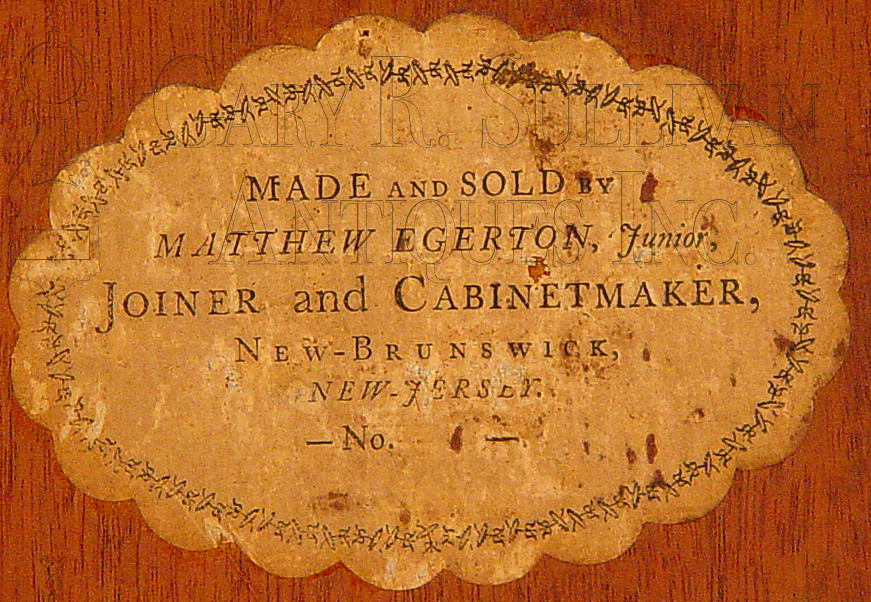 GARY R. SULLIVAN
ANTIQUES INC.
MADE AND SOLD BY
MATTHEW EGERTON, Junior,
JOINER and CABINETMAKER,
NEW-BRUNSWICK,
NEW-JERSEY.
— No. —